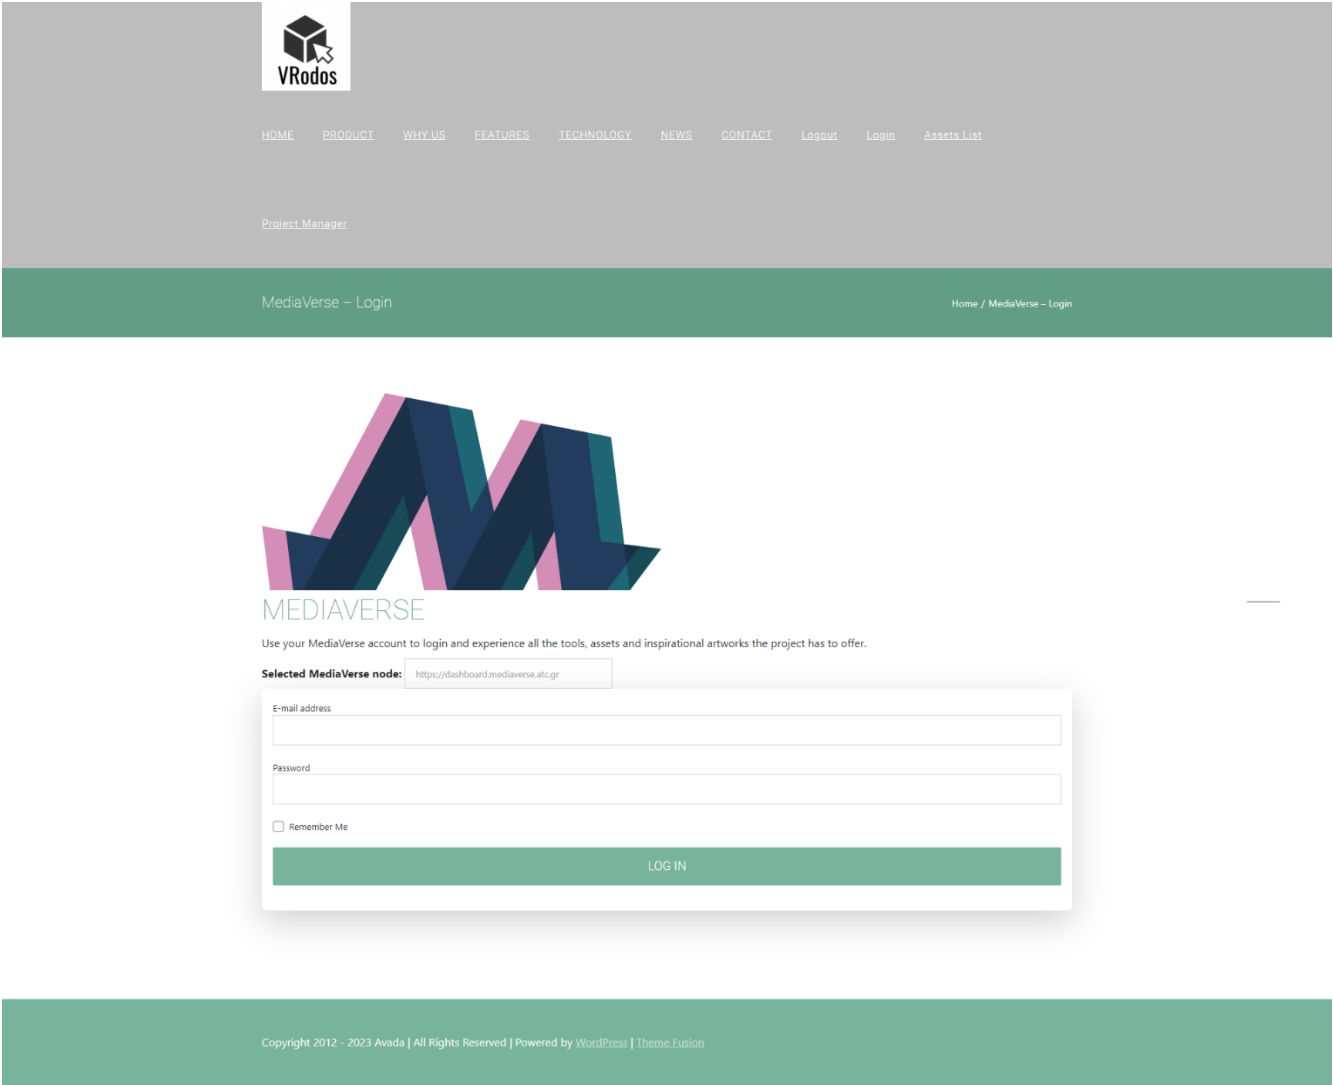 VRodos
HOME PRODUCT WHY US FEATURES TECHNOLOGY NEWS CONTACT Logout Login Assets List
Project Manager
MediaVerse – Login
Home / MediaVerse – Login
MEDIAVERSE
Use your MediaVerse account to login and experience all the tools, assets and inspirational artworks the project has to offer.
Selected MediaVerse node: https://dashboard.mediaverse.atc.gr
E-mail address
Password
Remember Me
LOG IN
Copyright 2012 - 2023 Avada | All Rights Reserved | Powered by WordPress | Theme Fusion